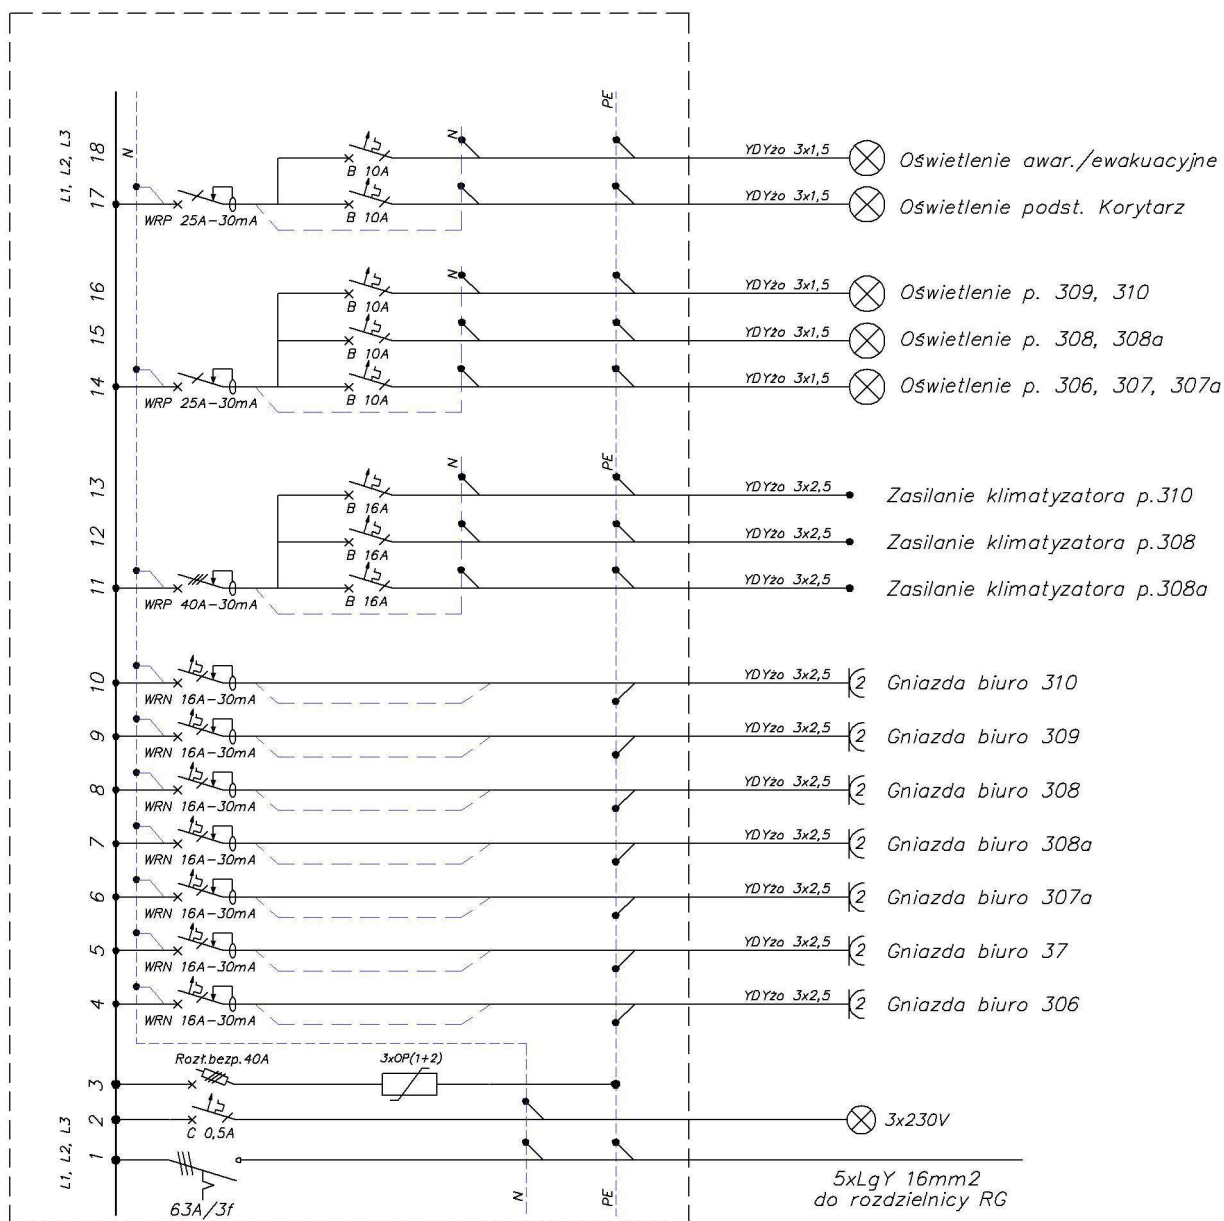 L1, L2, L3
N
N
PE
18
B 10A
YDYżo 3x1,5
Oświetlenie awar./ewakuacyjne
17
WRP 25A-30mA
B 10A
YDYżo 3x1,5
Oświetlenie podst. Korytarz
N
PE
16
B 10A
YDYżo 3x1,5
Oświetlenie p. 309, 310
15
B 10A
YDYżo 3x1,5
Oświetlenie p. 308, 308a
14
WRP 25A-30mA
B 10A
YDYżo 3x1,5
Oświetlenie p. 306, 307, 307a
N
PE
13
B 16A
YDYżo 3x2,5
Zasilanie klimatyzatora p.310
12
B 16A
YDYżo 3x2,5
Zasilanie klimatyzatora p.308
11
WRP 40A-30mA
B 16A
YDYżo 3x2,5
Zasilanie klimatyzatora p.308a
10
WRN 16A-30mA
YDYżo 3x2,5
2
Gniazda biuro 310
9
WRN 16A-30mA
YDYżo 3x2,5
2
Gniazda biuro 309
8
WRN 16A-30mA
YDYżo 3x2,5
2
Gniazda biuro 308
7
WRN 16A-30mA
YDYżo 3x2,5
2
Gniazda biuro 308a
6
WRN 16A-30mA
YDYżo 3x2,5
2
Gniazda biuro 307a
5
WRN 16A-30mA
YDYżo 3x2,5
2
Gniazda biuro 37
4
WRN 16A-30mA
YDYżo 3x2,5
2
Gniazda biuro 306
3
Rozł.bezp.40A
3xOP(1+2)
2
C 0,5A
3x230V
L1, L2, L3
1
63A/3f
N
PE
5xLgY 16mm2
do rozdzielnicy RG